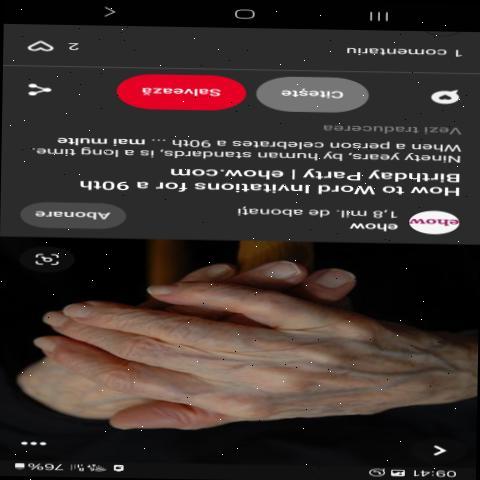 09:41
76%
ehow
ehow
1,8 mil. de abonați
Abonare
How to Word Invitations for a 90th
Birthday Party | ehow.com
Ninety years, by human standards, is a long time.
When a person celebrates a 90th ... mai multe
Vezi traducerea
Citește
Salvează
1 comentariu
2